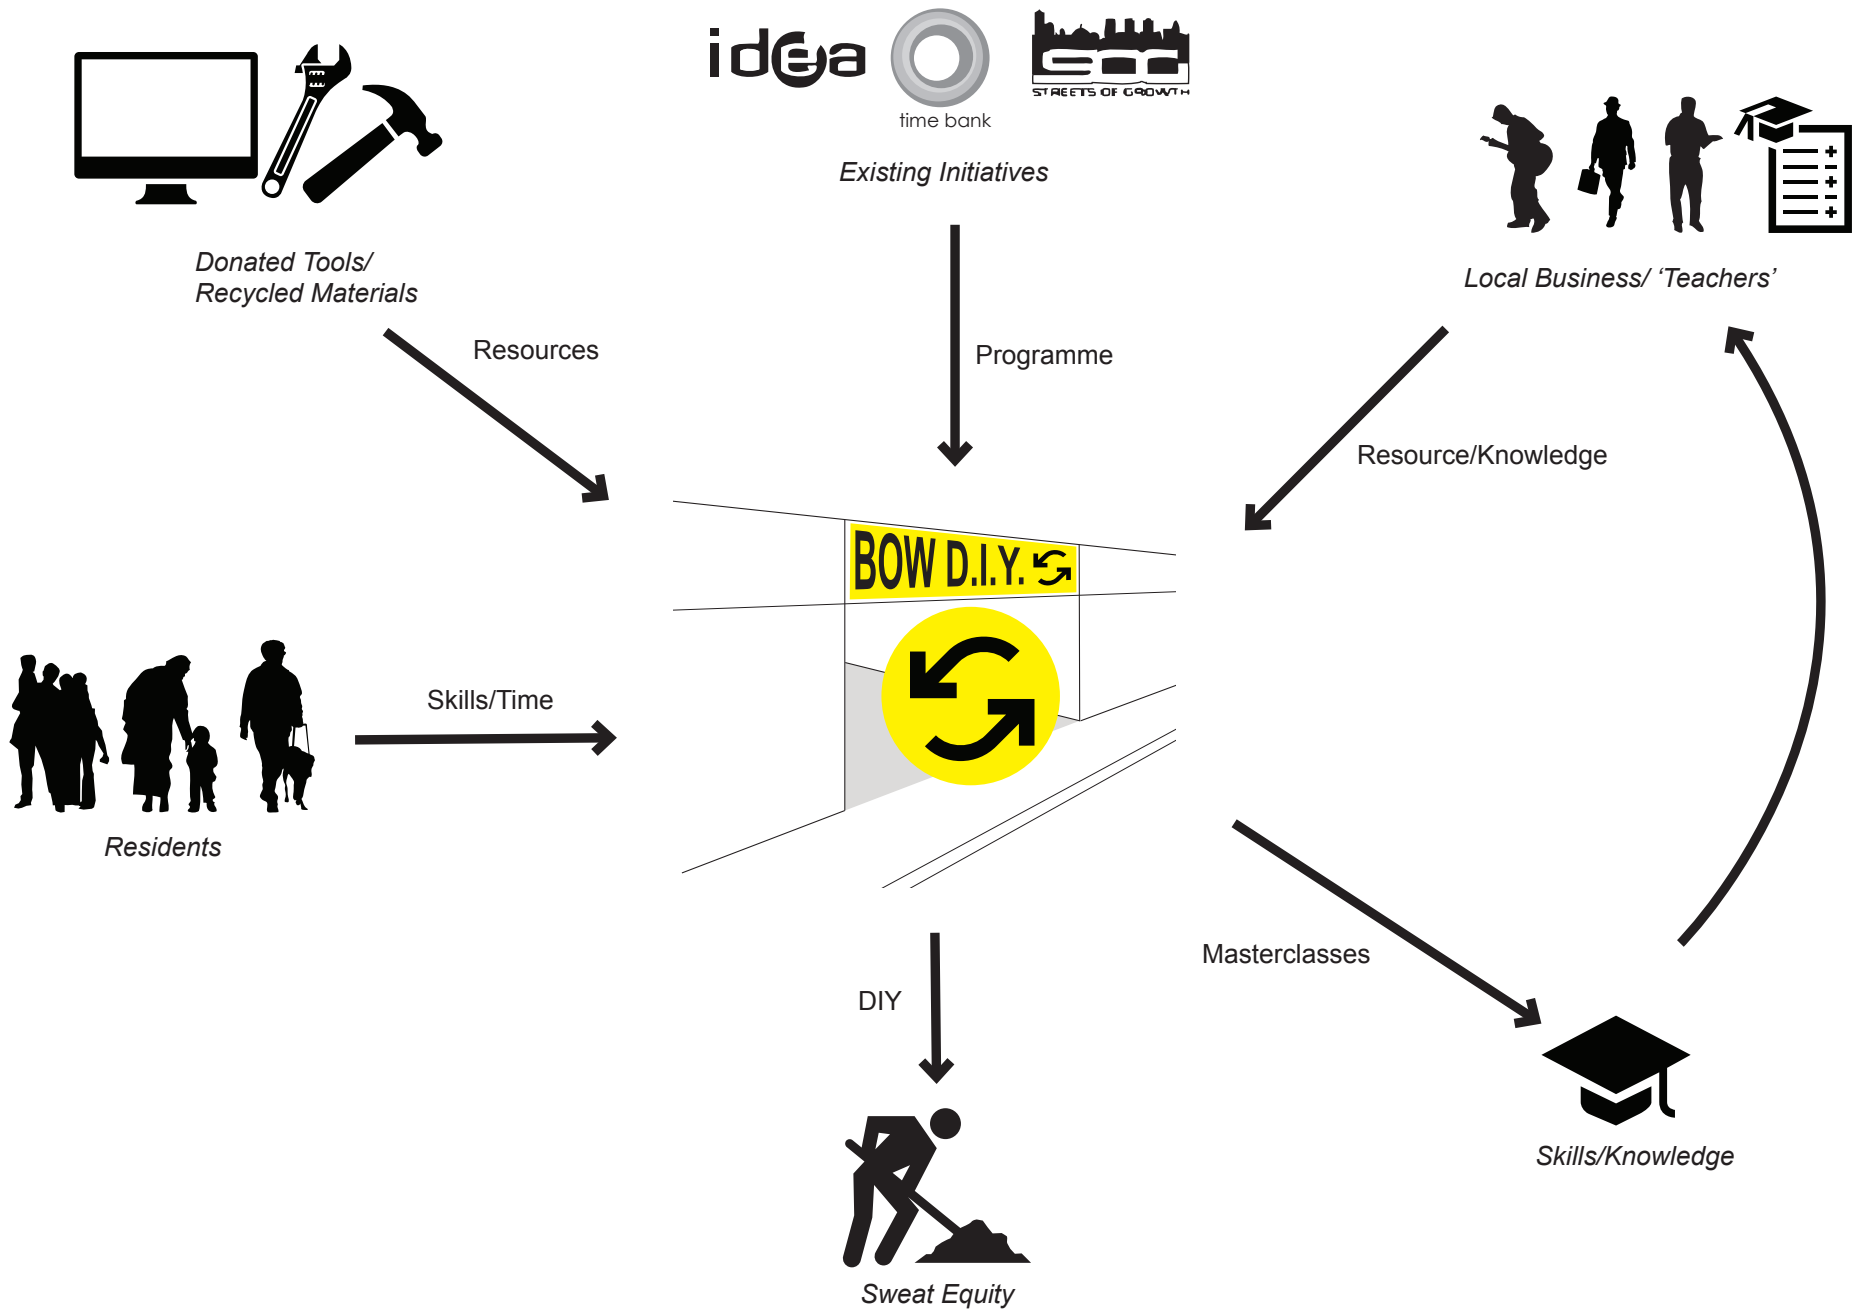 idea
time bank
STREETS OF GROWTH
Existing Initiatives
Donated Tools/
Recycled Materials
Local Business/ ‘Teachers’
Resources
Programme
Resource/Knowledge
BOW D.I.Y.
Skills/Time
Residents
Masterclasses
DIY
Skills/Knowledge
Sweat Equity